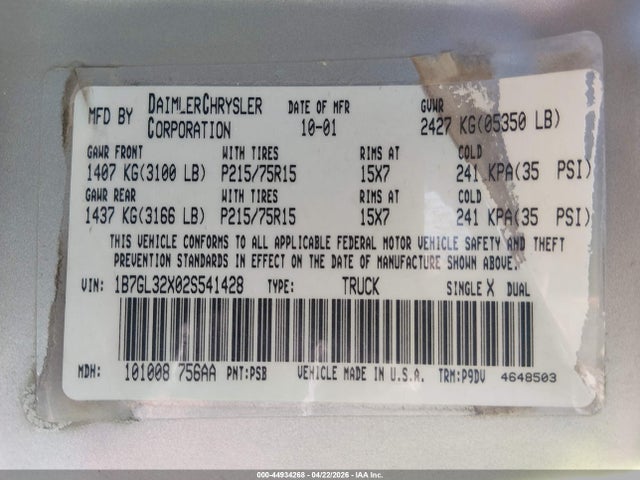 MFD BY DAIMLERCHRYSLER CORPORATION DATE OF MFR 10-01 GVWR 2427 KG(05350 LB)
GAWR FRONT WITH TIRES RIMS AT COLD
1407 KG(3100 LB) P215/75R15 15X7 241 KPA(35 PSI)
GAWR REAR WITH TIRES RIMS AT COLD
1437 KG(3166 LB) P215/75R15 15X7 241 KPA(35 PSI)
THIS VEHICLE CONFORMS TO ALL APPLICABLE FEDERAL MOTOR VEHICLE SAFETY AND THEFT
PREVENTION STANDARDS IN EFFECT ON THE DATE OF MANUFACTURE SHOWN ABOVE.
VIN: 1B7GL32X02S541428 TYPE: TRUCK SINGLE X DUAL
MDH: 101008 756AA PNT:PSB VEHICLE MADE IN U.S.A. TRM:P9DV 4648503
000-44934268 - 04/22/2026 - IAA Inc.